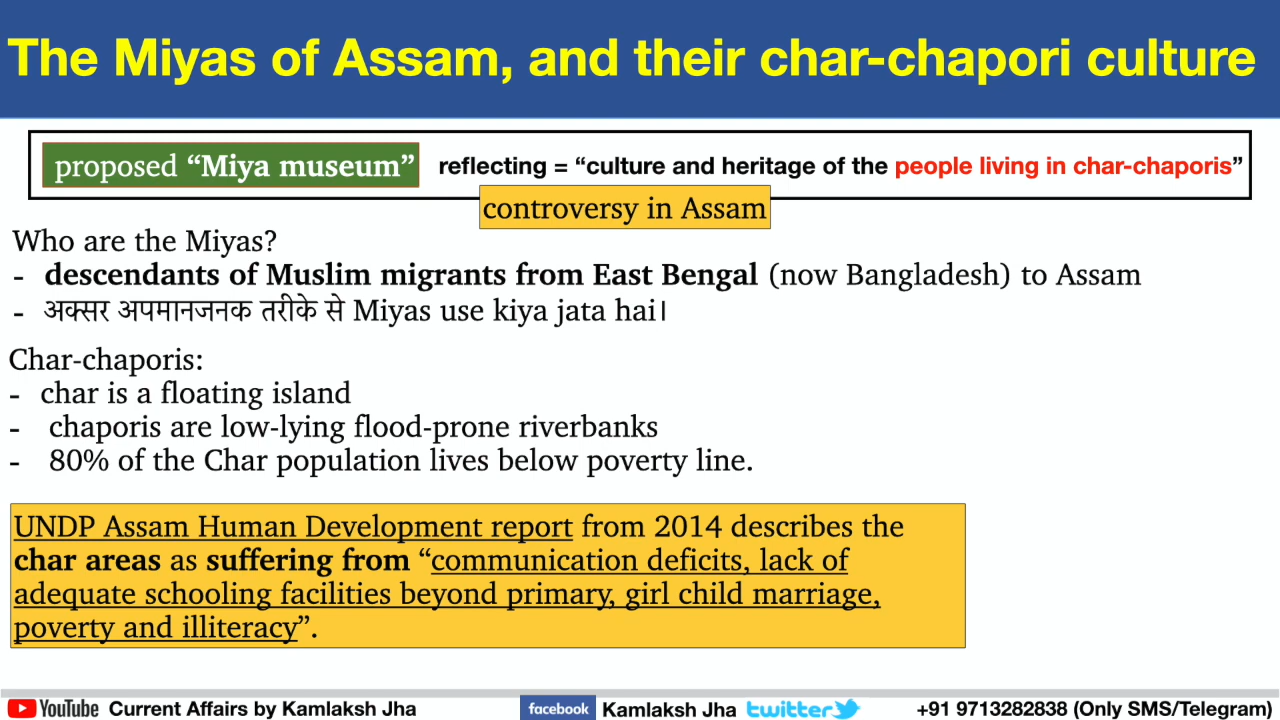 The Miyas of Assam, and their char-chapori culture
proposed “Miya museum” reflecting = “culture and heritage of the people living in char-chaporis”
controversy in Assam
Who are the Miyas?
- descendants of Muslim migrants from East Bengal (now Bangladesh) to Assam
- अक्सर अपमानजनक तरीके से Miyas use kiya jata hai।
Char-chaporis:
- char is a floating island
- chaporis are low-lying flood-prone riverbanks
- 80% of the Char population lives below poverty line.
UNDP Assam Human Development report from 2014 describes the
char areas as suffering from “communication deficits, lack of
adequate schooling facilities beyond primary, girl child marriage,
poverty and illiteracy”.
YouTube Current Affairs by Kamlaksh Jha facebook Kamlaksh Jha twitter +91 9713282838 (Only SMS/Telegram)